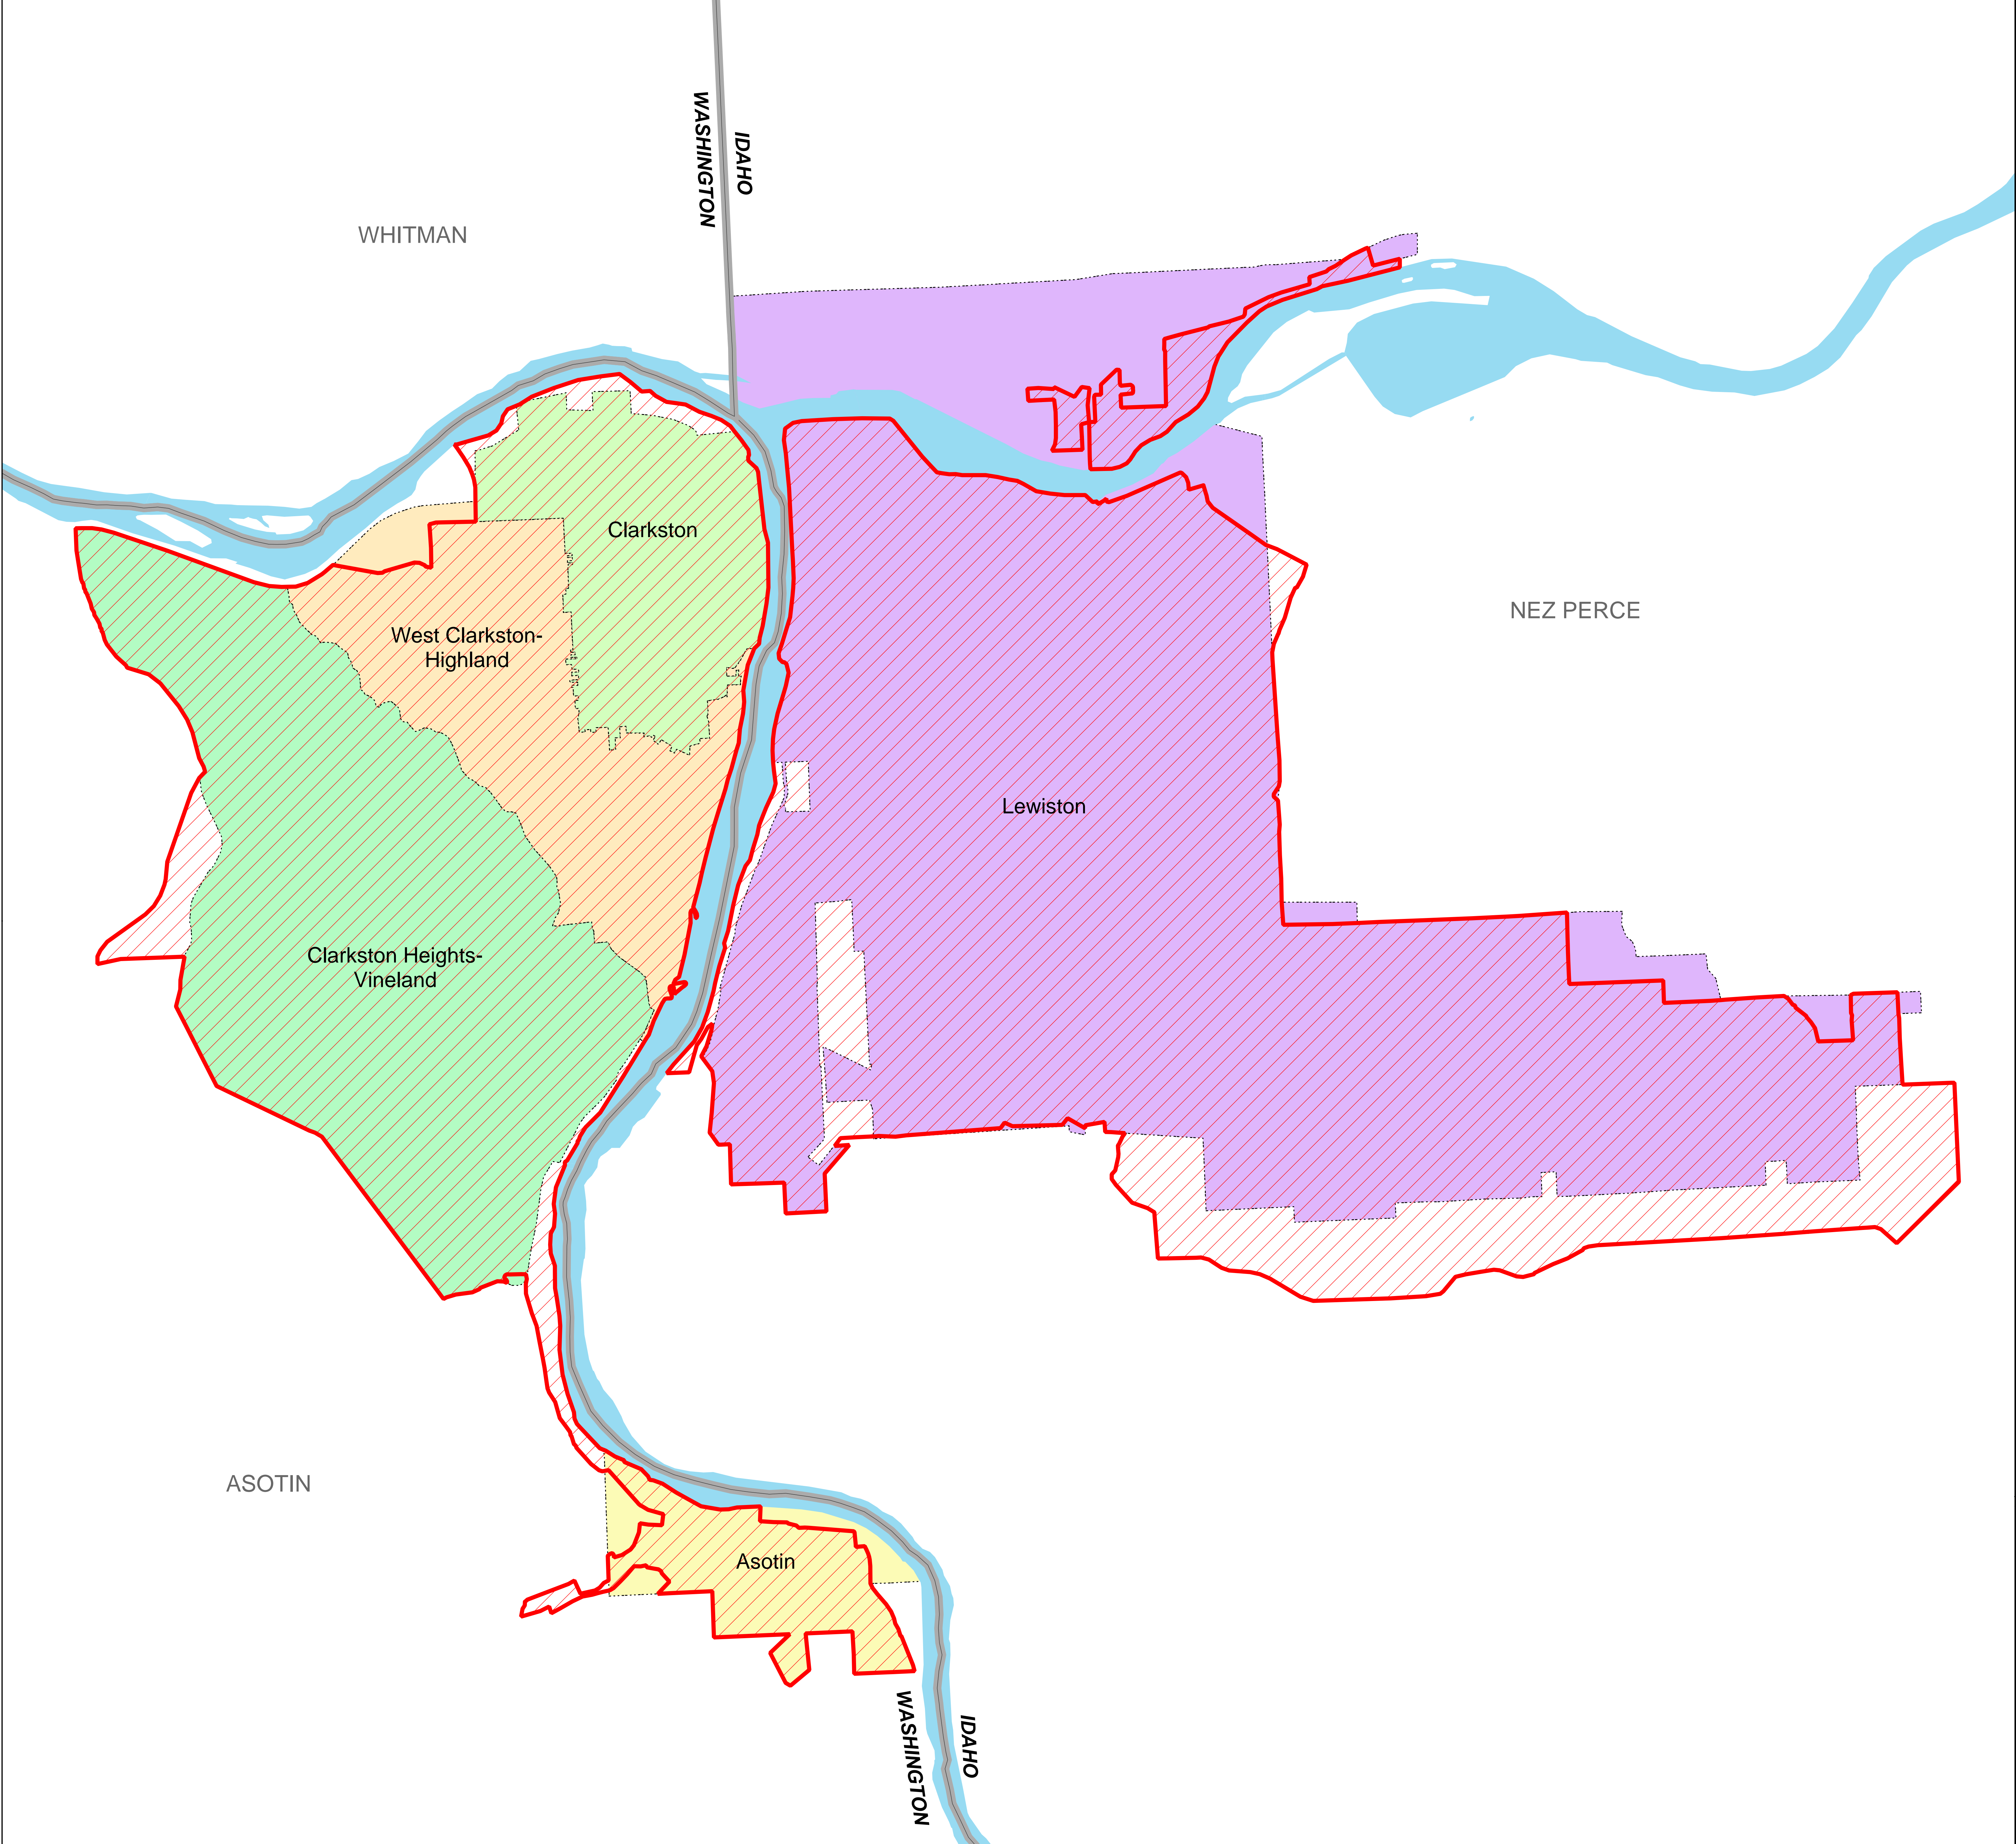 WASHINGTON
IDAHO
WHITMAN
Clarkston
NEZ PERCE
West Clarkston-
Highland
Lewiston
Clarkston Heights-
Vineland
ASOTIN
Asotin
WASHINGTON
IDAHO